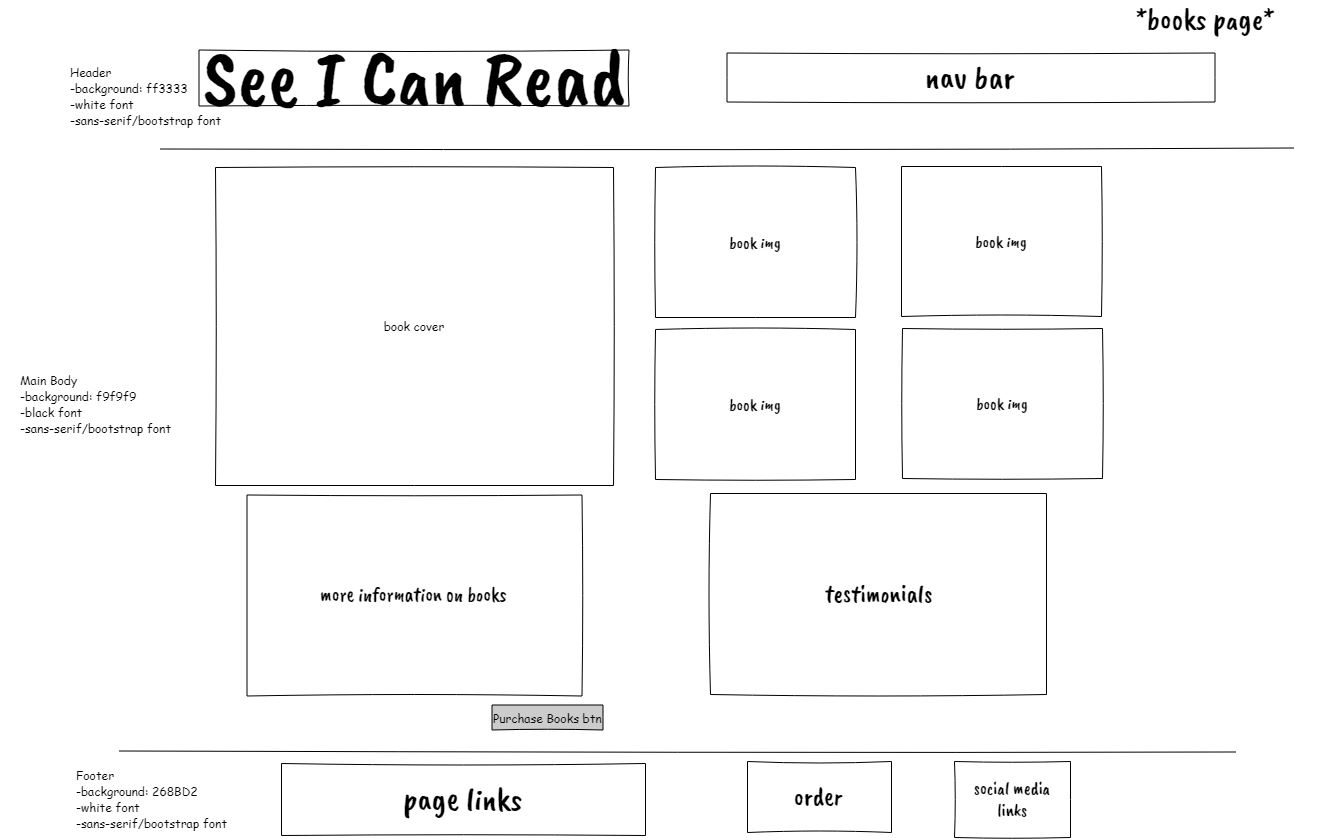 *books page*
See I Can Read
nav bar
Header
-background: ff3333
-white font
-sans-serif/bootstrap font
book cover
book img
book img
book img
book img
Main Body
-background: f9f9f9
-black font
-sans-serif/bootstrap font
more information on books
testimonials
Purchase Books btn
Footer
-background: 268BD2
-white font
-sans-serif/bootstrap font
page links
order
social media
links